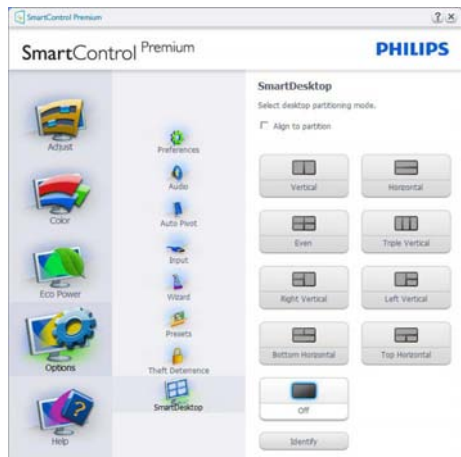 SmartControl Premium
SmartControl Premium
PHILIPS
Adjust
Color
Eco Power
Options
Help
Preferences
Audio
Auto Pivot
Input
Wizard
Presets
Theft Deterrence
SmartDesktop
SmartDesktop
Select desktop partitioning mode.
Align to partition
Vertical
Horizontal
Even
Triple Vertical
Right Vertical
Left Vertical
Bottom Horizontal
Top Horizontal
Off
Identify